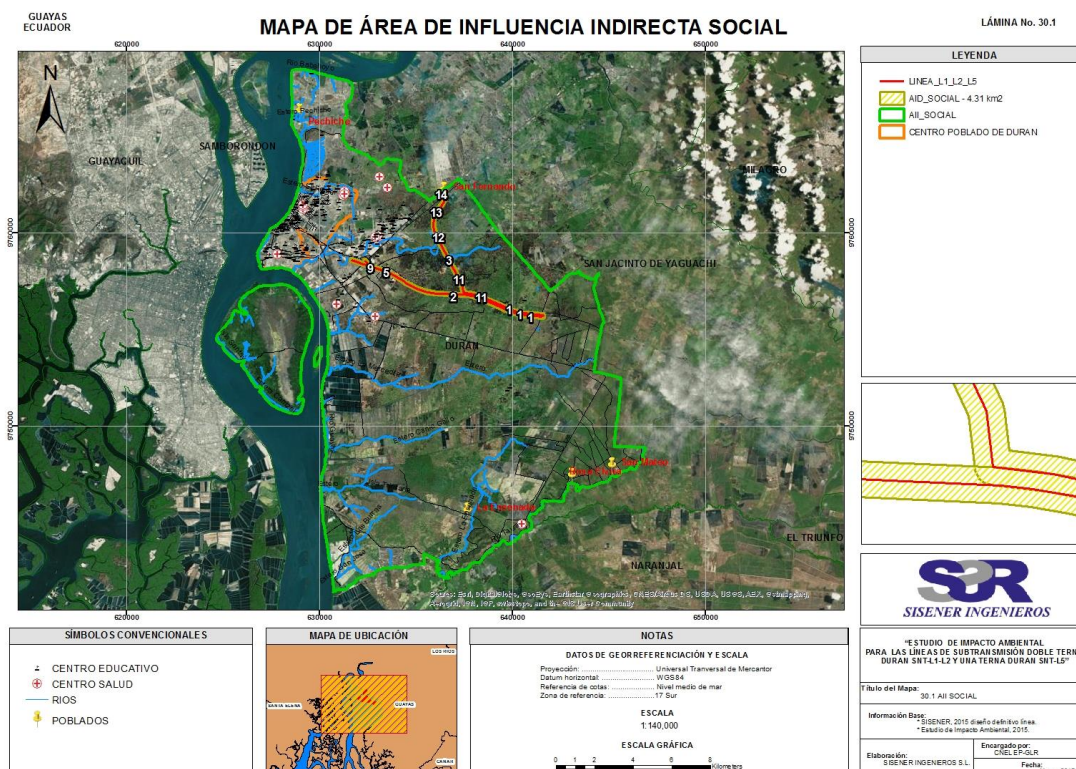 GUAYAS
ECUADOR
MAPA DE ÁREA DE INFLUENCIA INDIRECTA SOCIAL
LÁMINA No. 30.1
620000
630000
640000
650000
N
GUAYAQUIL
SAMBORONDON
MILAGRO
SAN JACINTO DE YAGUACHI
DURAN
EL TRIUNFO
NARANJAL
14
13
12
3
11
9
5
2
11
1
1
1
9760000
9760000
9750000
9750000
620000
630000
640000
650000
LEYENDA
LINEA_L1_L2_L5
AID_SOCIAL - 4.31 km2
AII_SOCIAL
CENTRO POBLADO DE DURAN
SISENER INGENIEROS
SÍMBOLOS CONVENCIONALES
CENTRO EDUCATIVO
CENTRO SALUD
RIOS
POBLADOS
MAPA DE UBICACIÓN
LOS RIOS
SANTA ELENA
GUAYAS
CAÑAR
NOTAS
DATOS DE GEORREFERENCIACIÓN Y ESCALA
Proyección: Universal Tranversal de Mercantor
Datum horizontal: WGS84
Referencia de cotas: Nivel medio de mar
Zona de referencia: 17 Sur
ESCALA
1:140,000
ESCALA GRÁFICA
0 1 2 4 6 8
Kilometers
"ESTUDIO DE IMPACTO AMBIENTAL
PARA LAS LÍNEAS DE SUBTRANSMISIÓN DOBLE TERN
DURAN SNT-L1-L2 Y UNA TERNA DURAN SNT-L5"
Título del Mapa:
30.1 AII SOCIAL
Información Base:
* SISENER, 2015 diseño definitivo línea.
* Estudio de Impacto Ambiental, 2015.
Elaboración:
SISENER INGENIEROS S.L.
Encargado por:
CNEL EP-GLR
Fecha: